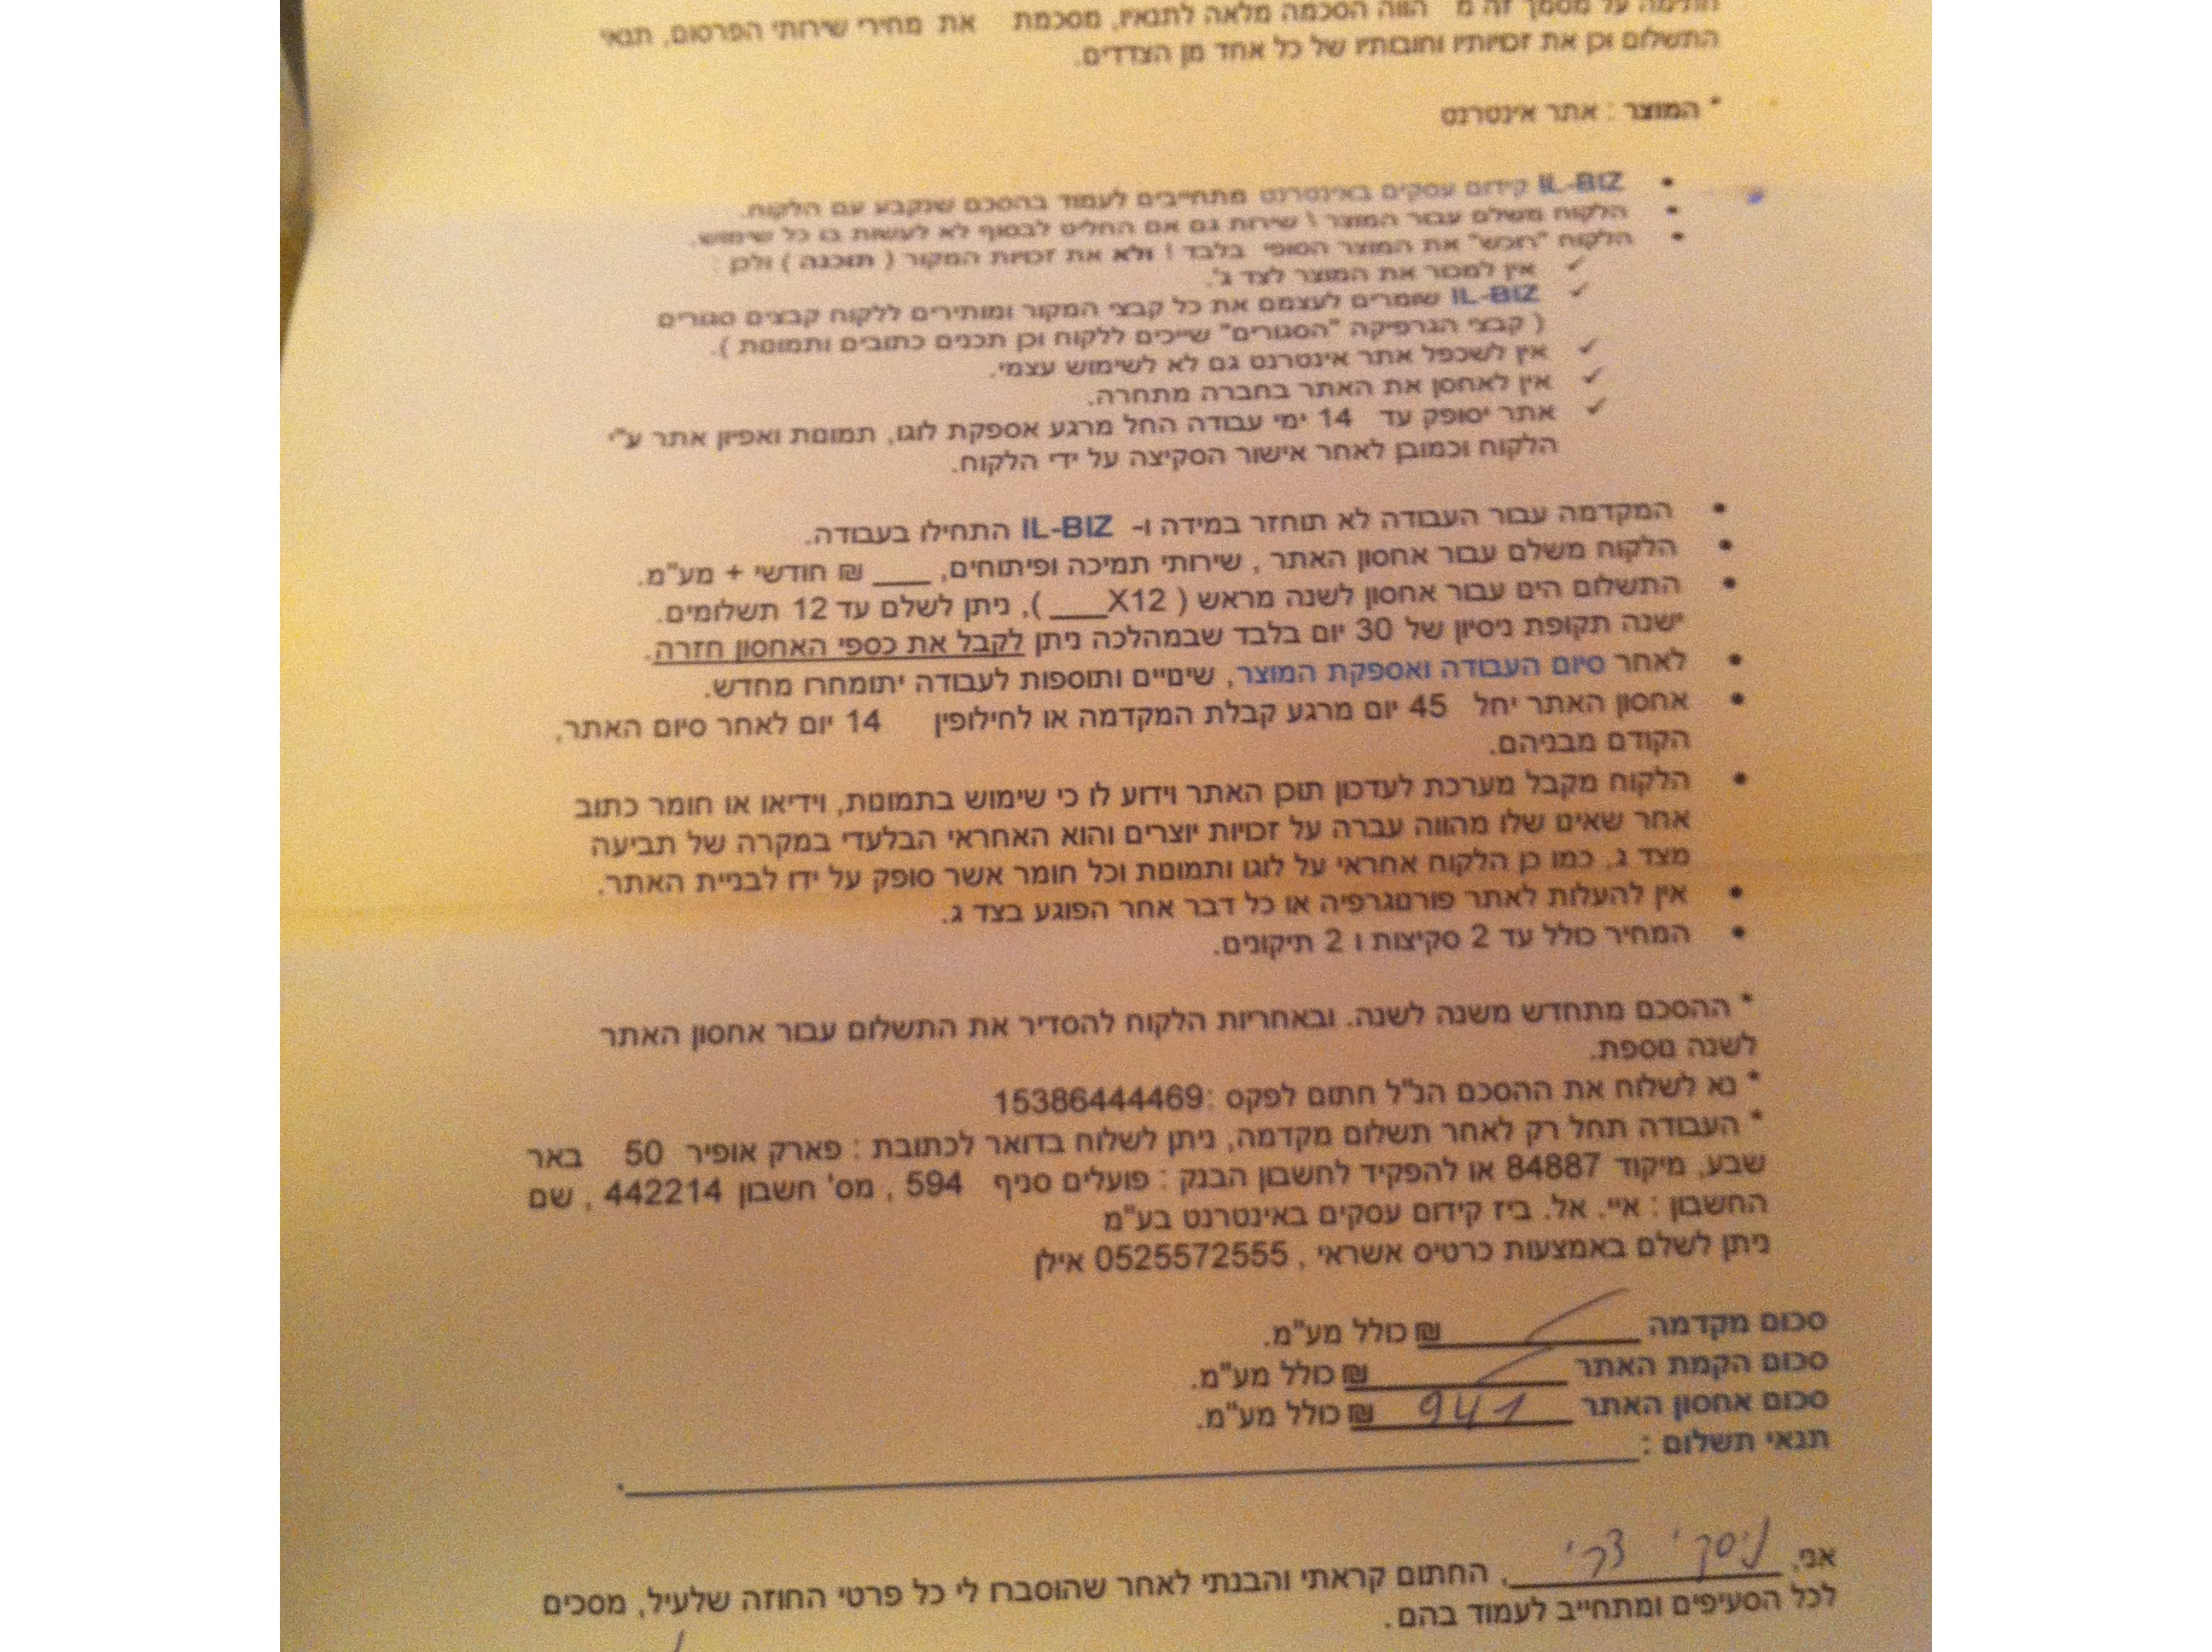 חתימה על מסמך זה מ הווה הסכמה מלאה לתנאיו, מסכמת את מחירי שירותי הפרסום, תנאי
התשלום וכן את זכויותיו וחובותיו של כל אחד מן הצדדים.
* המוצר : אתר אינטרנט
• IL-BIZ קידום עסקים באינטרנט מתחייבים לעמוד בהסכם שנקבע עם הלקוח.
• הלקוח משלם עבור המוצר \ שירות גם אם החליט לבסוף לא לעשות בו כל שימוש.
• הלקוח "רוכש" את המוצר הסופי בלבד ! ולא את זכויות המקור ( תוכנה ) ולכן :
✓ אין למכור את המוצר לצד ג'.
✓ IL-BIZ שומרים לעצמם את כל קבצי המקור ומותירים ללקוח קבצים סגורים
( קבצי הגרפיקה "הסגורים" שייכים ללקוח וכן תכנים כתובים ותמונות ).
✓ אין לשכפל אתר אינטרנט גם לא לשימוש עצמי.
✓ אין לאחסן את האתר בחברה מתחרה.
✓ אתר יסופק עד 14 ימי עבודה החל מרגע אספקת לוגו, תמונות ואפיון אתר ע"י
הלקוח וכמובן לאחר אישור הסקיצה על ידי הלקוח.
• המקדמה עבור העבודה לא תוחזר במידה ו- IL-BIZ התחילו בעבודה.
• הלקוח משלם עבור אחסון האתר , שירותי תמיכה ופיתוחים, ___ ₪ חודשי + מע"מ.
• התשלום הינו עבור אחסון לשנה מראש ( X12___ ), ניתן לשלם עד 12 תשלומים.
ישנה תקופת ניסיון של 30 יום בלבד שבמהלכה ניתן לקבל את כספי האחסון חזרה.
• לאחר סיום העבודה ואספקת המוצר, שינויים ותוספות לעבודה יתומחרו מחדש.
• אחסון האתר יחל 45 יום מרגע קבלת המקדמה או לחילופין 14 יום לאחר סיום האתר,
הקודם מבניהם.
• הלקוח מקבל מערכת לעדכון תוכן האתר וידוע לו כי שימוש בתמונות, וידיאו או חומר כתוב
אחר שאינו שלו מהווה עברה על זכויות יוצרים והוא האחראי הבלעדי במקרה של תביעה
מצד ג, כמו כן הלקוח אחראי על לוגו ותמונות וכל חומר אשר סופק על ידו לבניית האתר.
• אין להעלות לאתר פורנוגרפיה או כל דבר אחר הפוגע בצד ג.
• המחיר כולל עד 2 סקיצות ו 2 תיקונים.
* ההסכם מתחדש משנה לשנה. ובאחריות הלקוח להסדיר את התשלום עבור אחסון האתר
לשנה נוספת.
* נא לשלוח את ההסכם הנ"ל חתום לפקס :15386444469
* העבודה תחל רק לאחר תשלום מקדמה, ניתן לשלוח בדואר לכתובת : פארק אופיר 50 באר
שבע, מיקוד 84887 או להפקיד לחשבון הבנק : פועלים סניף 594 , מס' חשבון 442214 , שם
החשבון : איי. אל. ביז קידום עסקים באינטרנט בע"מ
ניתן לשלם באמצעות כרטיס אשראי , 0525572555 אילן
סכום מקדמה ₪ כולל מע"מ.
סכום הקמת האתר ₪ כולל מע"מ.
סכום אחסון האתר 941 ₪ כולל מע"מ.
תנאי תשלום : .
אני, , החתום קראתי והבנתי לאחר שהוסברו לי כל פרטי החוזה שלעיל, מסכים
לכל הסעיפים ומתחייב לעמוד בהם.